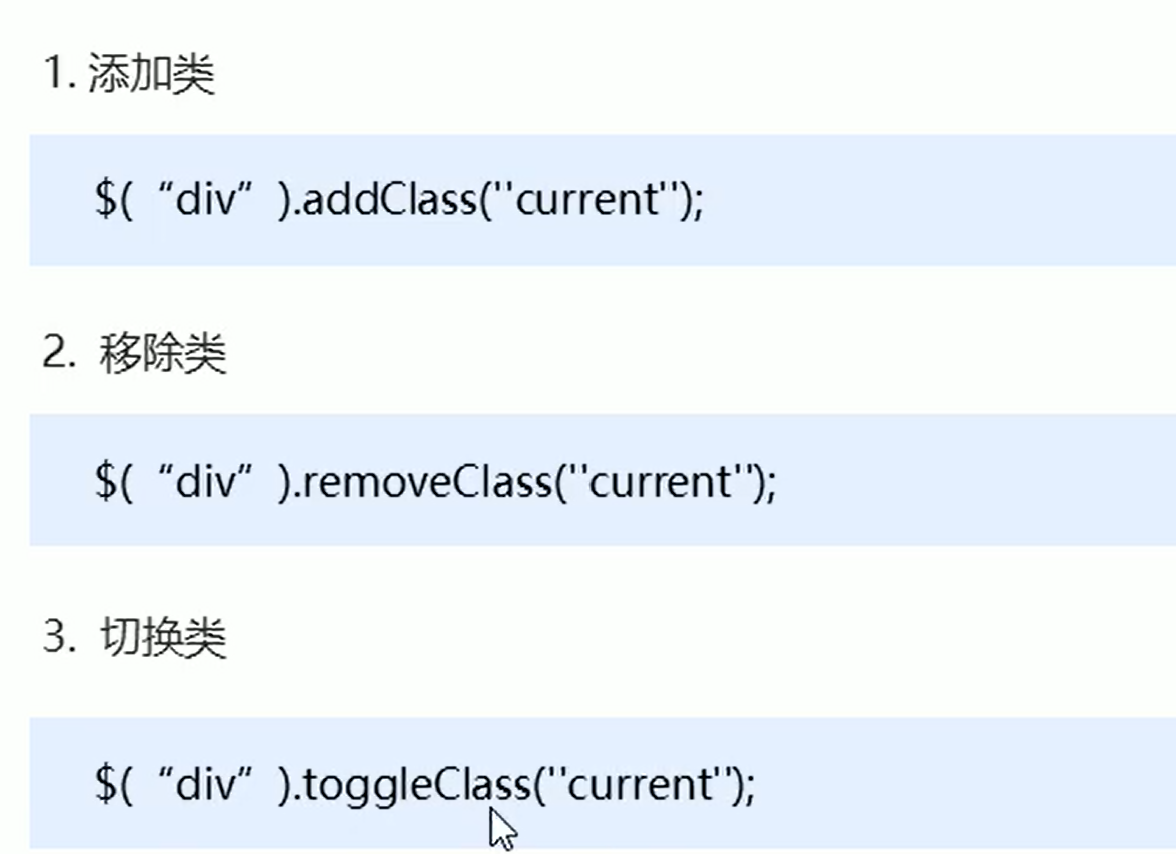 1. 添加类
$( “div” ).addClass(''current'');
2. 移除类
$( “div” ).removeClass(''current'');
3. 切换类
$( “div” ).toggleClass(''current'');